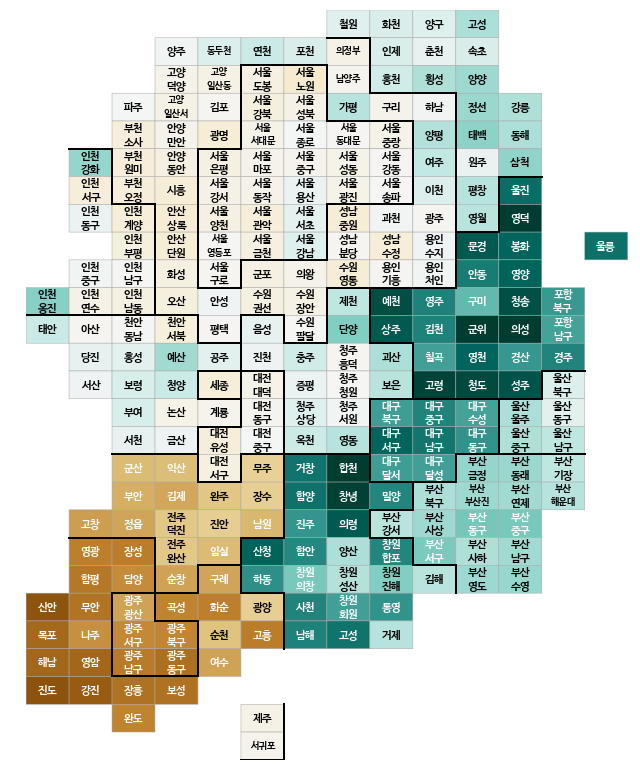 철원 화천 양구 고성
양주 동두천 연천 포천 의정부 인제 춘천 속초
고양 고양 서울 서울 남양주 홍천 횡성 양양
덕양 일산동 도봉 노원
파주 고양 김포 서울 서울 가평 구리 하남 정선 강릉
일산서 강북 성북
부천 안양 광명 서울 서울 서울 서울 양평 태백 동해
소사 만안 서대문 종로 동대문 중랑
인천 부천 안양 서울 서울 서울 서울 서울 여주 원주 삼척
강화 원미 동안 은평 마포 중구 성동 강동
인천 부천 시흥 서울 서울 서울 서울 서울 이천 평창 울진
서구 오정 강서 동작 용산 광진 송파
인천 인천 안산 서울 서울 서울 성남 과천 광주 영월 영덕
동구 계양 상록 양천 관악 서초 중원
인천 안산 서울 서울 서울 성남 성남 용인 문경 봉화 울릉
부평 단원 영등포 금천 강남 분당 수정 수지
인천 인천 화성 서울 군포 의왕 수원 용인 용인 안동 영양
중구 남구 구로 영통 기흥 처인
인천 인천 인천 오산 안성 수원 수원 제천 예천 영주 구미 청송 포항
옹진 연수 남동 권선 장안 북구
태안 아산 천안 천안 평택 음성 수원 단양 상주 김천 군위 의성 포항
동남 서북 팔달 남구
당진 홍성 예산 공주 진천 충주 청주 괴산 칠곡 영천 경산 경주
흥덕
서산 보령 청양 세종 대전 증평 청주 보은 고령 청도 성주 울산
대덕 청원 북구
부여 논산 계룡 대전 청주 청주 대구 대구 대구 울산 울산
동구 상당 서원 북구 중구 수성 울주 동구
서천 금산 대전 대전 옥천 영동 대구 대구 대구 울산 울산
유성 중구 서구 남구 동구 중구 남구
군산 익산 대전 무주 거창 합천 대구 대구 부산 부산 부산
서구 달서 달성 금정 동래 기장
부안 김제 완주 장수 함양 창녕 밀양 부산 부산 부산 부산
북구 부산진 연제 해운대
고창 정읍 전주 진안 남원 진주 의령 부산 부산 부산 부산
덕진 강서 사상 동구 중구
영광 장성 전주 임실 산청 함안 양산 창원 부산 부산 부산
완산 합포 서구 사하 남구
함평 담양 순창 구례 하동 창원 창원 창원 김해 부산 부산
의창 성산 진해 영도 수영
신안 무안 광주 곡성 화순 광양 사천 창원 통영
광산 회원
목포 나주 광주 광주 순천 고흥 남해 고성 거제
서구 북구
해남 영암 광주 광주 여수
남구 동구
진도 강진 장흥 보성
완도 제주
서귀포